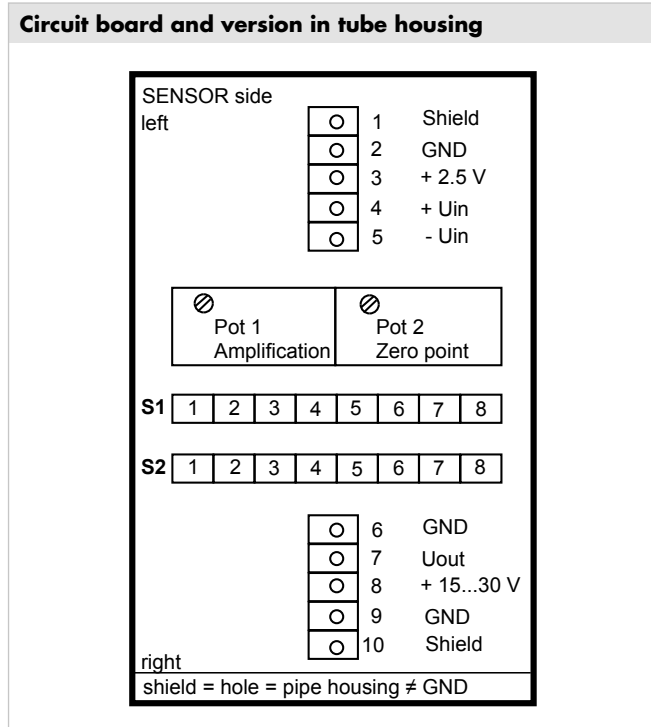 Circuit board and version in tube housing
SENSOR side
left
1 Shield
2 GND
3 + 2.5 V
4 + Uin
5 - Uin
Pot 1 Pot 2
Amplification Zero point
S1 1 2 3 4 5 6 7 8
S2 1 2 3 4 5 6 7 8
6 GND
7 Uout
8 + 15...30 V
9 GND
10 Shield
right
shield = hole = pipe housing ≠ GND